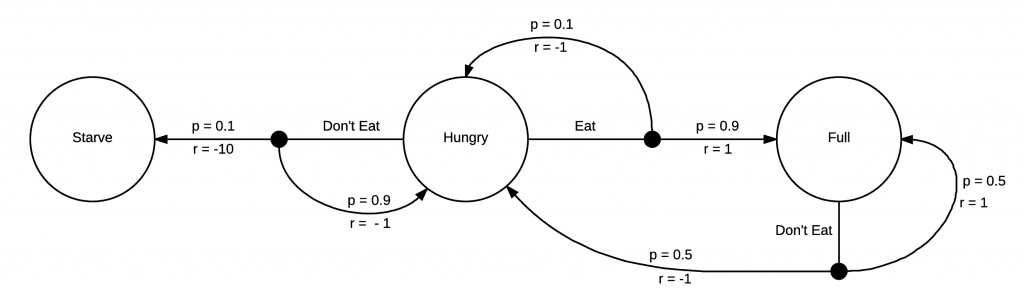 p = 0.1
r = -1
Starve
p = 0.1
r = -10
Don't Eat
Hungry
Eat
p = 0.9
r = 1
Full
p = 0.9
r = - 1
p = 0.5
r = 1
Don't Eat
p = 0.5
r = -1